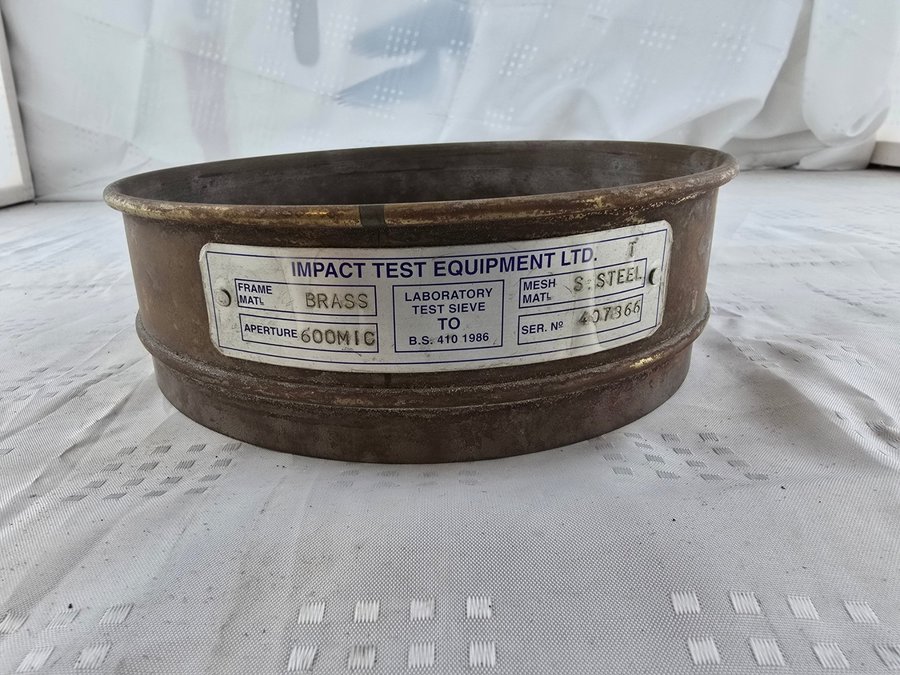 IMPACT TEST EQUIPMENT LTD. T
FRAME MATL BRASS
APERTURE 600MIC
LABORATORY
TEST SIEVE
TO
B.S. 410 1986
MESH MATL S.STEEL
SER. Nº 407366